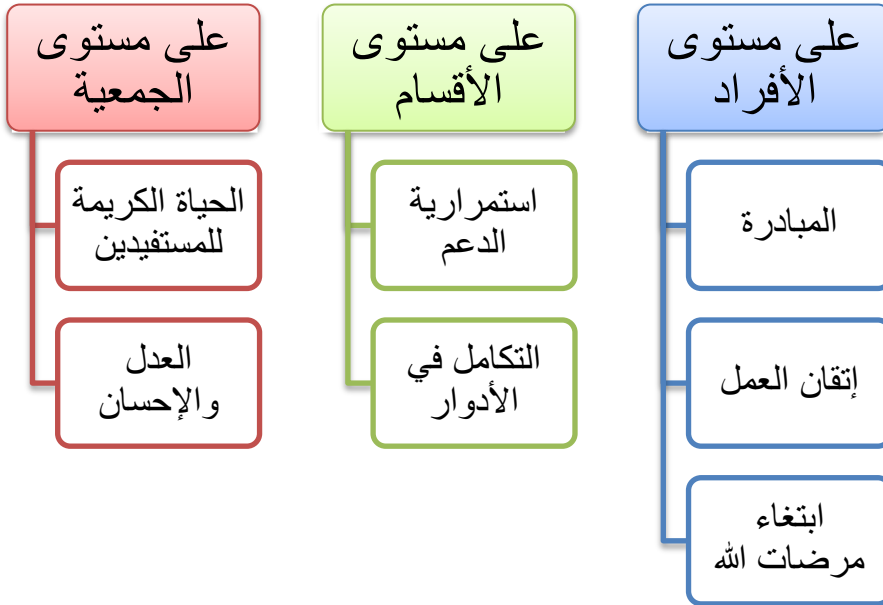 على مستوى
الأفراد
المبادرة
إتقان العمل
ابتغاء
مرضات الله
على مستوى
الأقسام
استمرارية
الدعم
التكامل في
الأدوار
على مستوى
الجمعية
الحياة الكريمة
للمستفيدين
العدل
والإحسان